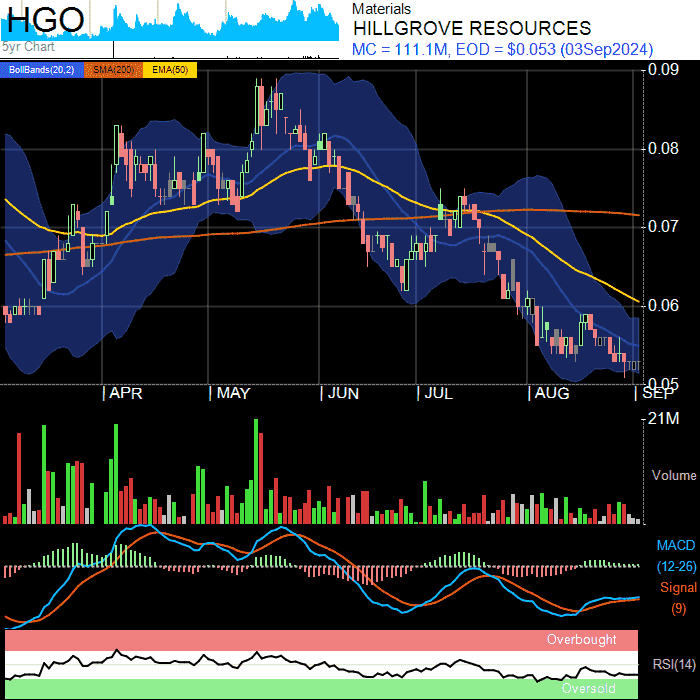 HGO
5yr Chart
Materials
HILLGROVE RESOURCES
MC = 111.1M, EOD = $0.053 (03Sep2024)
BollBands(20,2) SMA(200) EMA(50)
0.09
0.08
0.07
0.06
0.05
APR MAY JUN JUL AUG SEP
21M
Volume
MACD
(12-26)
Signal
(9)
Overbought
RSI(14)
Oversold